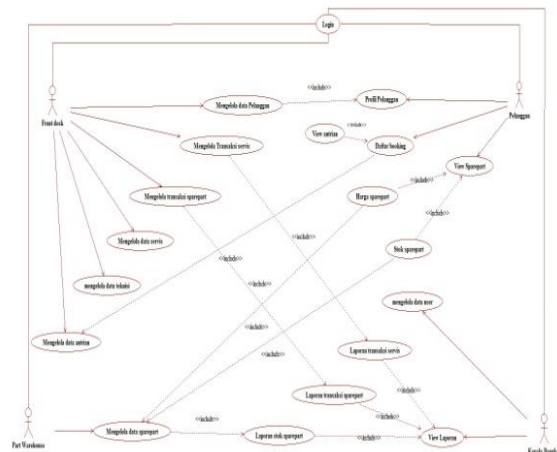 Login
Front desk
Pelanggan
Mengelola data Pelanggan
<<include>>
Profil Pelanggan
View antrian
Daftar booking
Mengelola Transaksi servis
View Sparepart
<<include>>
Mengelola transaksi sparepart
Harga sparepart
<<include>>
<<include>>
Mengelola data servis
Stok sparepart
<<include>>
<<include>>
mengelola data teknisi
<<include>>
mengelola data user
Mengelola data antrian
Laporan transaksi servis
<<include>>
<<include>>
Laporan transaksi sparepart
<<include>>
<<include>>
Part Warehouse
Mengelola data sparepart
<<include>>
Laporan stok sparepart
<<include>>
View Laporan